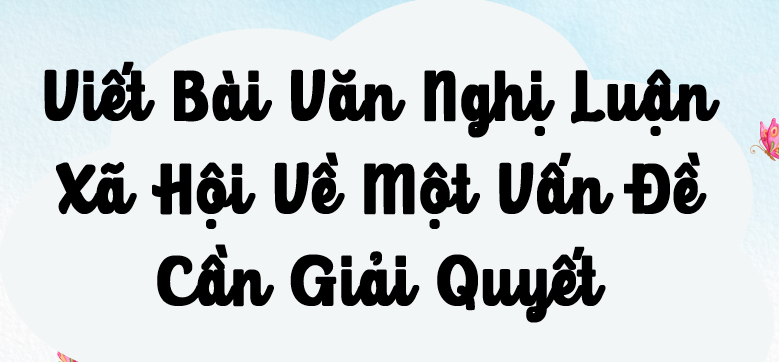 Viết Bài Văn Nghị Luận
Xã Hội Về Một Vấn Đề
Cần Giải Quyết